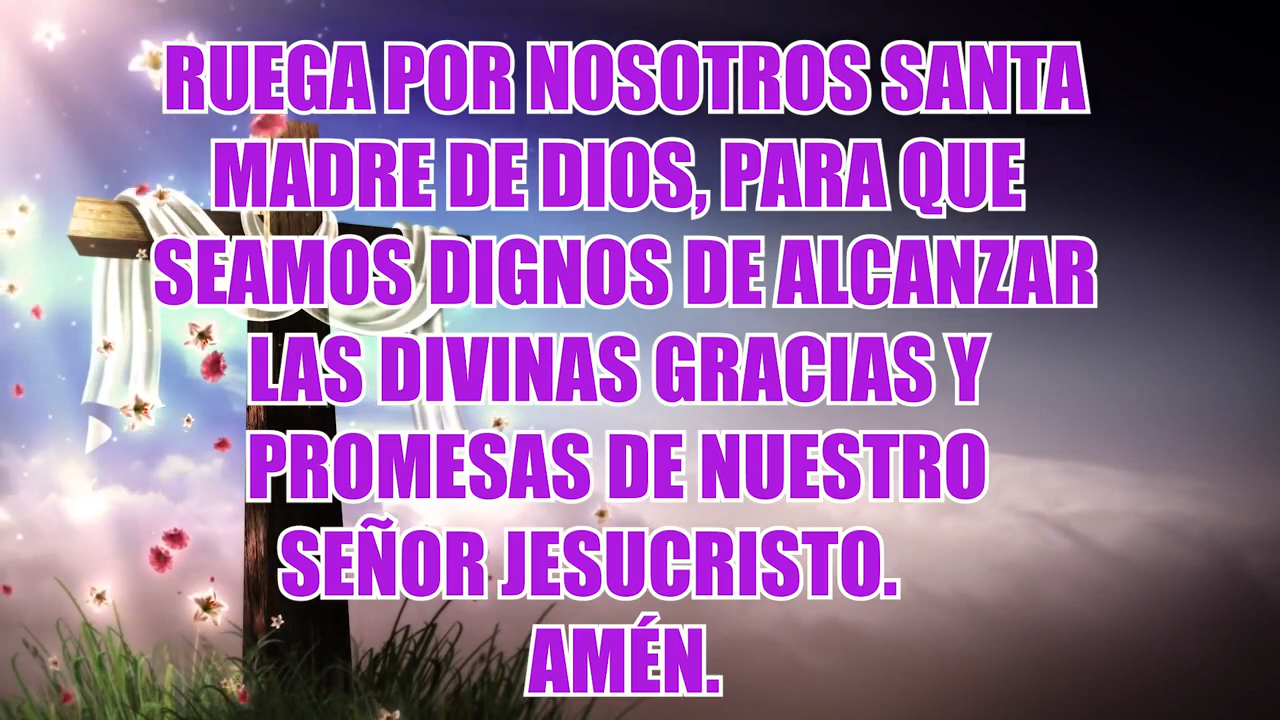 RUEGA POR NOSOTROS SANTA
MADRE DE DIOS, PARA QUE
SEAMOS DIGNOS DE ALCANZAR
LAS DIVINAS GRACIAS Y
PROMESAS DE NUESTRO
SEÑOR JESUCRISTO.
AMÉN.